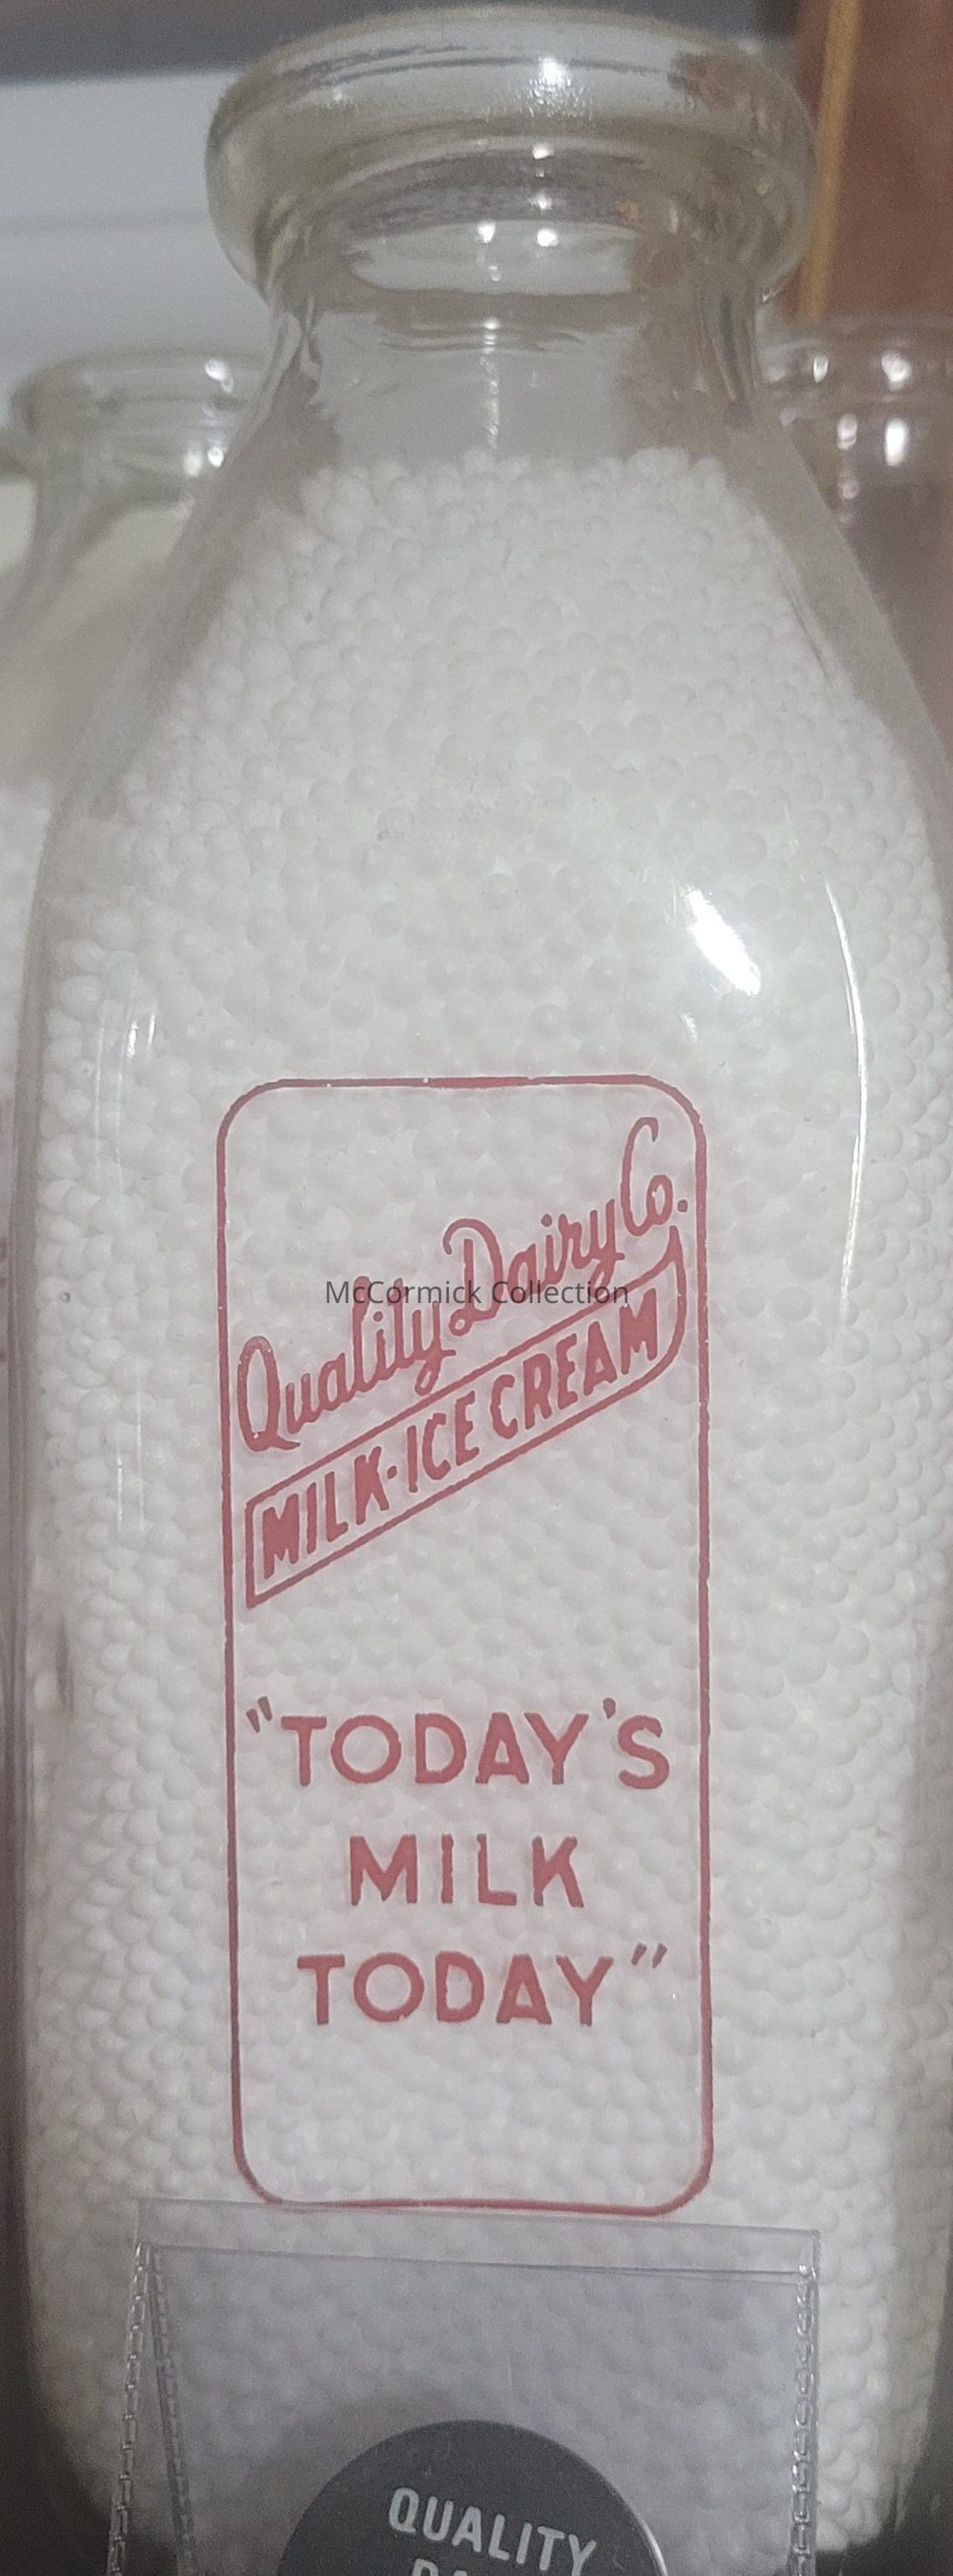 Quality Dairy Co.
McCormick Collection
MILK-ICE CREAM
"TODAY'S
MILK
TODAY"
QUALITY